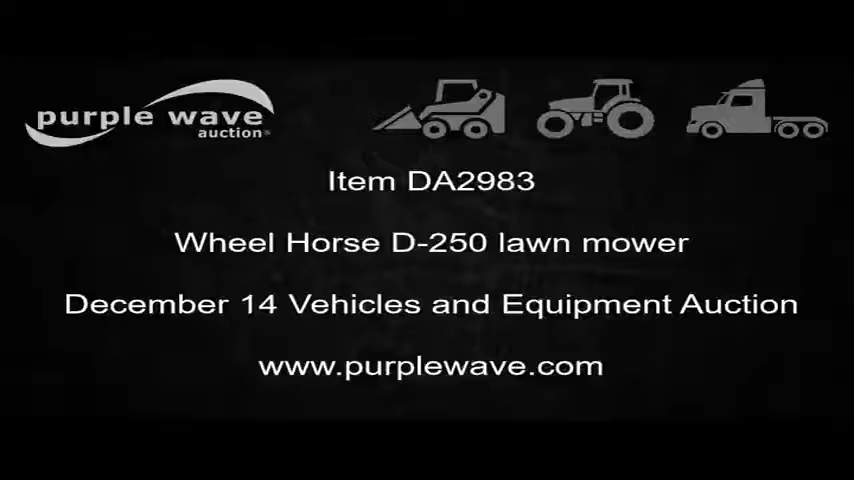 purple wave
auction®
Item DA2983
Wheel Horse D-250 lawn mower
December 14 Vehicles and Equipment Auction
www.purplewave.com